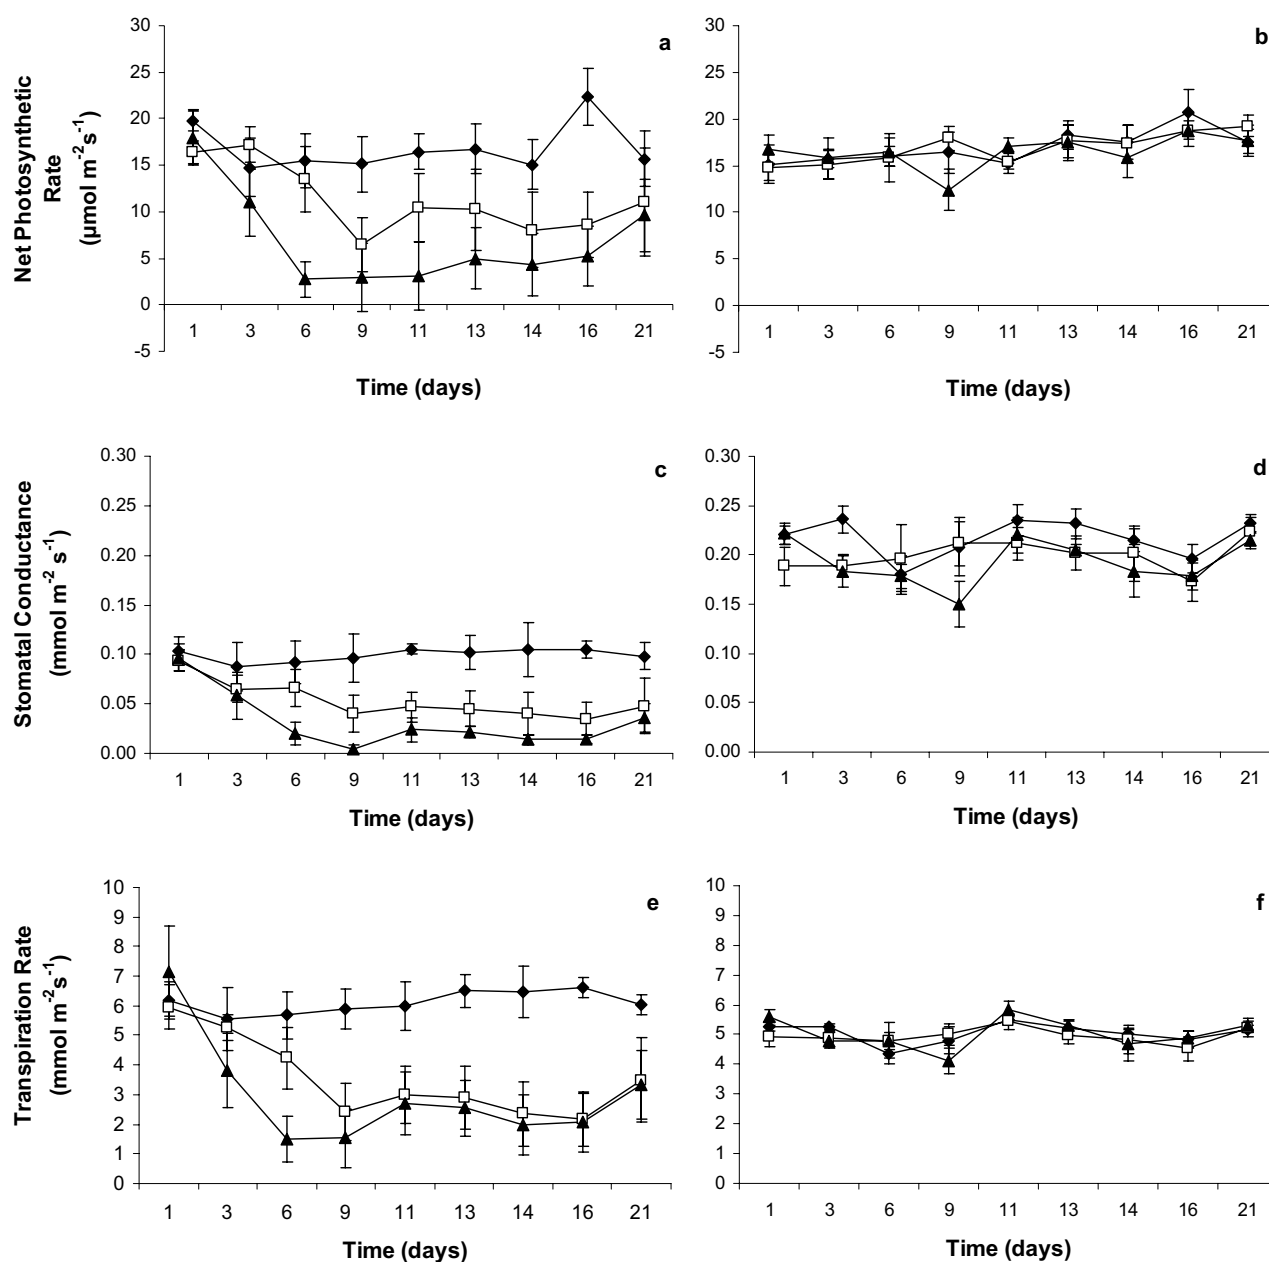 a
30
25
20
15
10
5
0
-5
1 3 6 9 11 13 14 16 21
Time (days)
Net Photosynthetic
Rate
(µmol m-2 s-1)
b
30
25
20
15
10
5
0
-5
1 3 6 9 11 13 14 16 21
Time (days)
c
0.30
0.25
0.20
0.15
0.10
0.05
0.00
1 3 6 9 11 13 14 16 21
Time (days)
Stomatal Conductance
(mmol m-2 s-1)
d
0.30
0.25
0.20
0.15
0.10
0.05
0.00
1 3 6 9 11 13 14 16 21
Time (days)
e
10
9
8
7
6
5
4
3
2
1
0
1 3 6 9 11 13 14 16 21
Time (days)
Transpiration Rate
(mmol m-2 s-1)
f
10
9
8
7
6
5
4
3
2
1
0
1 3 6 9 11 13 14 16 21
Time (days)